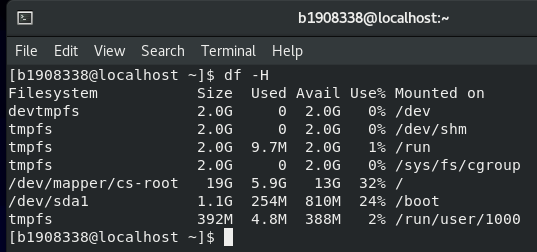 b1908338@localhost:~
File Edit View Search Terminal Help
[b1908338@localhost ~]$ df -H
Filesystem           Size  Used Avail Use% Mounted on
devtmpfs             2.0G     0  2.0G   0% /dev
tmpfs                2.0G     0  2.0G   0% /dev/shm
tmpfs                2.0G  9.7M  2.0G   1% /run
tmpfs                2.0G     0  2.0G   0% /sys/fs/cgroup
/dev/mapper/cs-root   19G  5.9G   13G  32% /
/dev/sda1            1.1G  254M  810M  24% /boot
tmpfs                392M  4.8M  388M   2% /run/user/1000
[b1908338@localhost ~]$